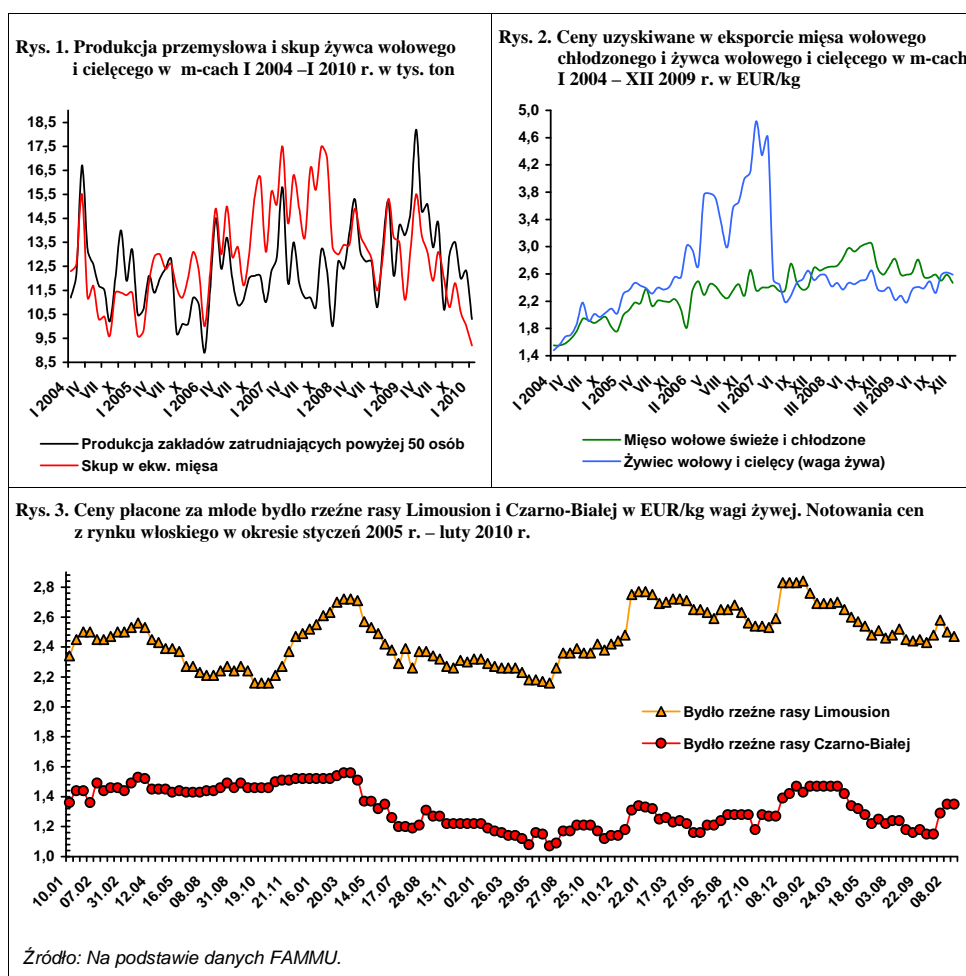 Rys. 1. Produkcja przemysłowa i skup żywca wołowego
i cielęcego w m-cach I 2004 –I 2010 r. w tys. ton
18,5
17,5
16,5
15,5
14,5
13,5
12,5
11,5
10,5
9,5
8,5
I 2004
IV
VII
X
I 2005
IV
VII
X
I 2006
IV
VII
X
I 2007
IV
VII
X
I 2008
IV
VII
X
I 2009
IV
VII
X
I 2010
Produkcja zakładów zatrudniających powyżej 50 osób
Skup w ekw. mięsa
Rys. 2. Ceny uzyskiwane w eksporcie mięsa wołowego
chłodzonego i żywca wołowego i cielęcego w m-cach
I 2004 – XII 2009 r. w EUR/kg
5,0
4,6
4,2
3,8
3,4
3,0
2,6
2,2
1,8
1,4
I 2004
IV
VII
X
I 2005
IV
VII
XI
II 2006
V
VIII
XI
II 2007
VI
IX
XII
III 2008
VI
IX
XII
III 2009
VI
IX
XII
Mięso wołowe świeże i chłodzone
Żywiec wołowy i cielęcy (waga żywa)
Rys. 3. Ceny płacone za młode bydło rzeźne rasy Limousion i Czarno-Białej w EUR/kg wagi żywej. Notowania cen
z rynku włoskiego w okresie styczeń 2005 r. – luty 2010 r.
2,8
2,6
2,4
2,2
2,0
1,8
1,6
1,4
1,2
1,0
Bydło rzeźne rasy Limousion
Bydło rzeźne rasy Czarno-Białej
10.01
07.02
31.02
12.04
16.05
04.06
08.08
31.08
19.10
21.11
16.01
09.02
20.03
14.05
17.07
28.08
15.11
02.01
26.03
29.05
27.08
25.10
10.12
22.01
17.03
27.05
25.08
27.10
08.12
09.02
24.03
18.05
03.08
22.09
08.02
Źródło: Na podstawie danych FAMMU.